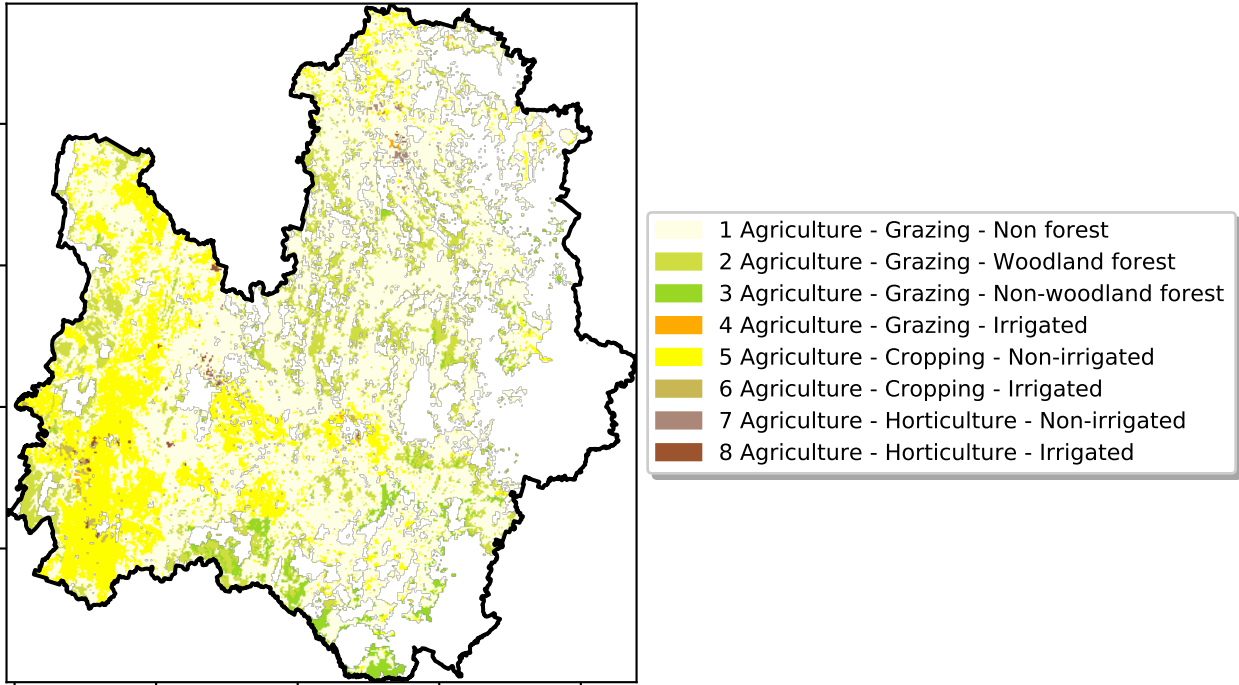 1 Agriculture - Grazing - Non forest
2 Agriculture - Grazing - Woodland forest
3 Agriculture - Grazing - Non-woodland forest
4 Agriculture - Grazing - Irrigated
5 Agriculture - Cropping - Non-irrigated
6 Agriculture - Cropping - Irrigated
7 Agriculture - Horticulture - Non-irrigated
8 Agriculture - Horticulture - Irrigated